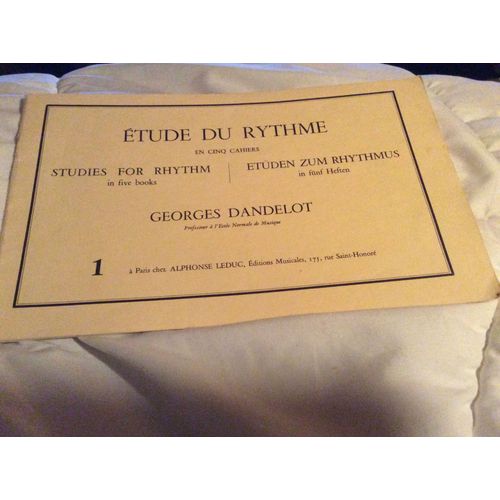 ÉTUDE DU RYTHME
EN CINQ CAHIERS
STUDIES FOR RHYTHM
in five books
ETÜDEN ZUM RHYTHMUS
in fünf Heften
GEORGES DANDELOT
Professeur à l'Ecole Normale de Musique
1
à Paris chez ALPHONSE LEDUC, Éditions Musicales, 175, rue Saint-Honoré